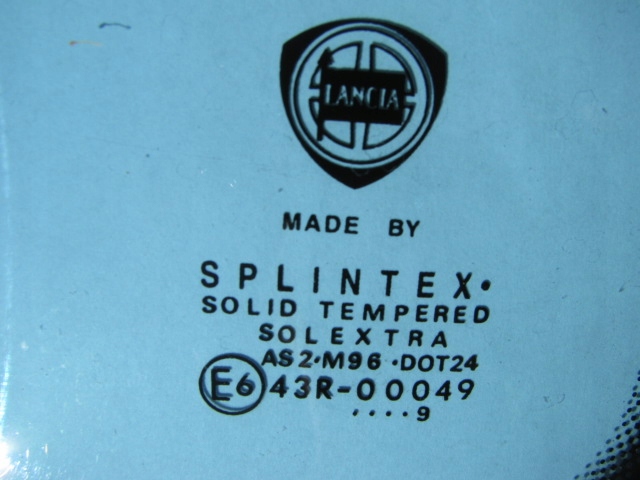 LANCIA
MADE BY
SPLINTEX•
SOLID TEMPERED
SOLEXTRA
AS2•M96•DOT24
E6 43R-00049
••••9